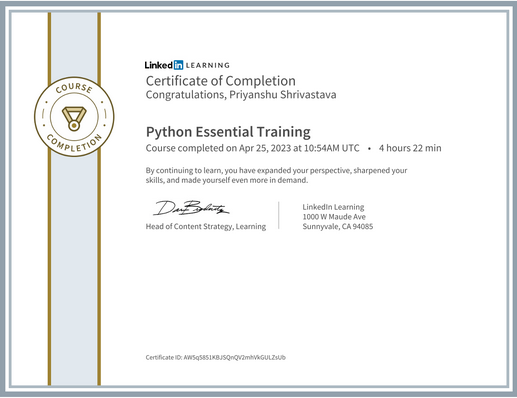 LinkedIn LEARNING
Certificate of Completion
Congratulations, Priyanshu Shrivastava
COURSE
COMPLETION
Python Essential Training
Course completed on Apr 25, 2023 at 10:54AM UTC • 4 hours 22 min
By continuing to learn, you have expanded your perspective, sharpened your
skills, and made yourself even more in demand.
Head of Content Strategy, Learning
LinkedIn Learning
1000 W Maude Ave
Sunnyvale, CA 94085
Certificate ID: